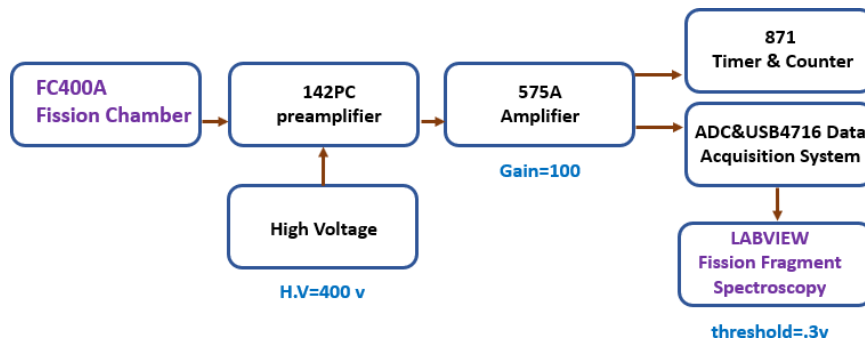 871
Timer & Counter
FC400A
Fission Chamber
142PC
preamplifier
575A
Amplifier
ADC&USB4716 Data
Acquisition System
Gain=100
High Voltage
LABVIEW
Fission Fragment
Spectroscopy
H.V=400 v
threshold=.3v